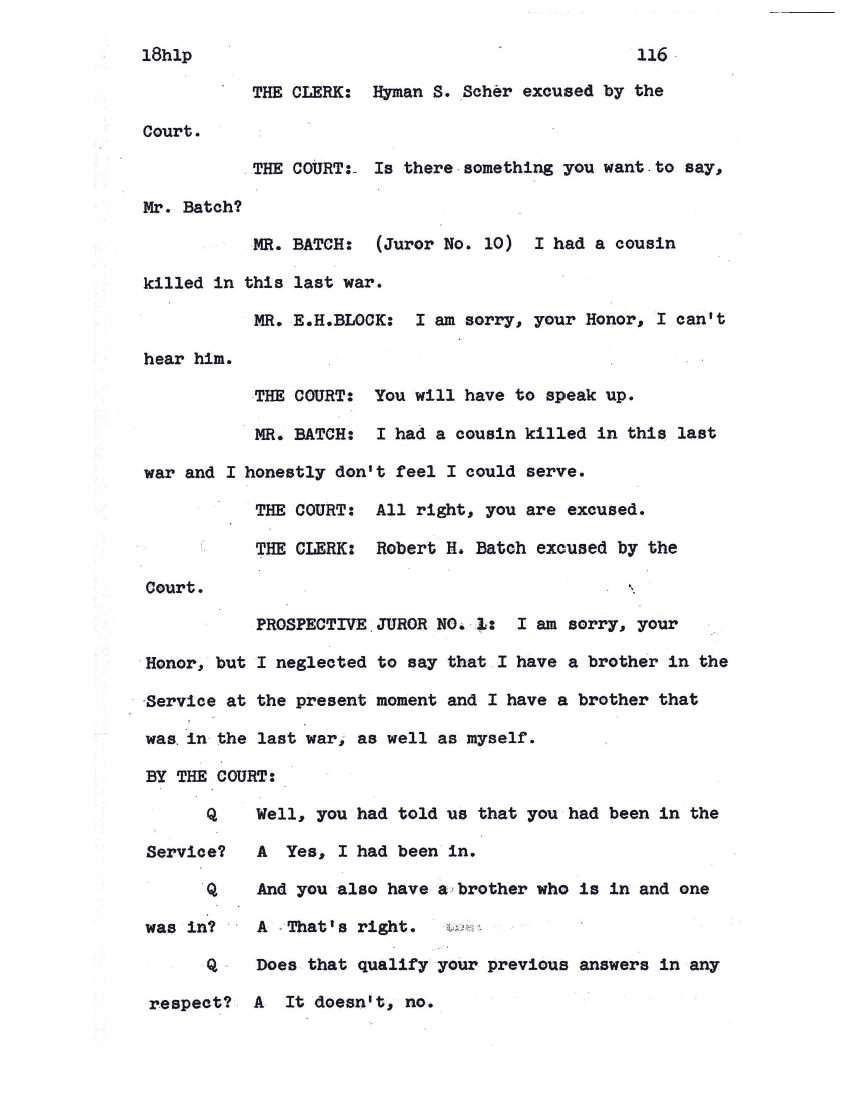 18hlp 116
THE CLERK: Hyman S. Scher excused by the
Court.
THE COURT: Is there something you want to say,
Mr. Batch?
MR. BATCH: (Juror No. 10) I had a cousin
killed in this last war.
MR. E.H.BLOCK: I am sorry, your Honor, I can't
hear him.
THE COURT: You will have to speak up.
MR. BATCH: I had a cousin killed in this last
war and I honestly don't feel I could serve.
THE COURT: All right, you are excused.
THE CLERK: Robert H. Batch excused by the
Court.
PROSPECTIVE JUROR NO. 1: I am sorry, your
Honor, but I neglected to say that I have a brother in the
Service at the present moment and I have a brother that
was in the last war, as well as myself.
BY THE COURT:
Q Well, you had told us that you had been in the
Service? A Yes, I had been in.
Q And you also have a brother who is in and one
was in? A That's right.
Q Does that qualify your previous answers in any
respect? A It doesn't, no.